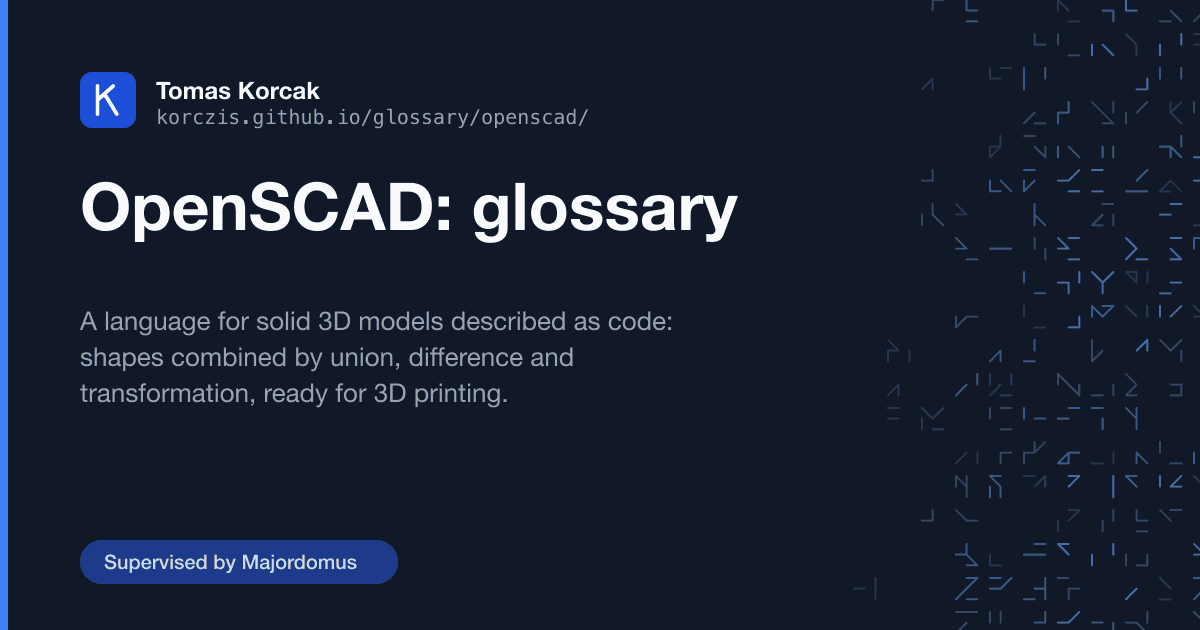 K
Tomas Korcak
korczis.github.io/glossary/openscad/
OpenSCAD: glossary
A language for solid 3D models described as code:
shapes combined by union, difference and
transformation, ready for 3D printing.
Supervised by Majordomus